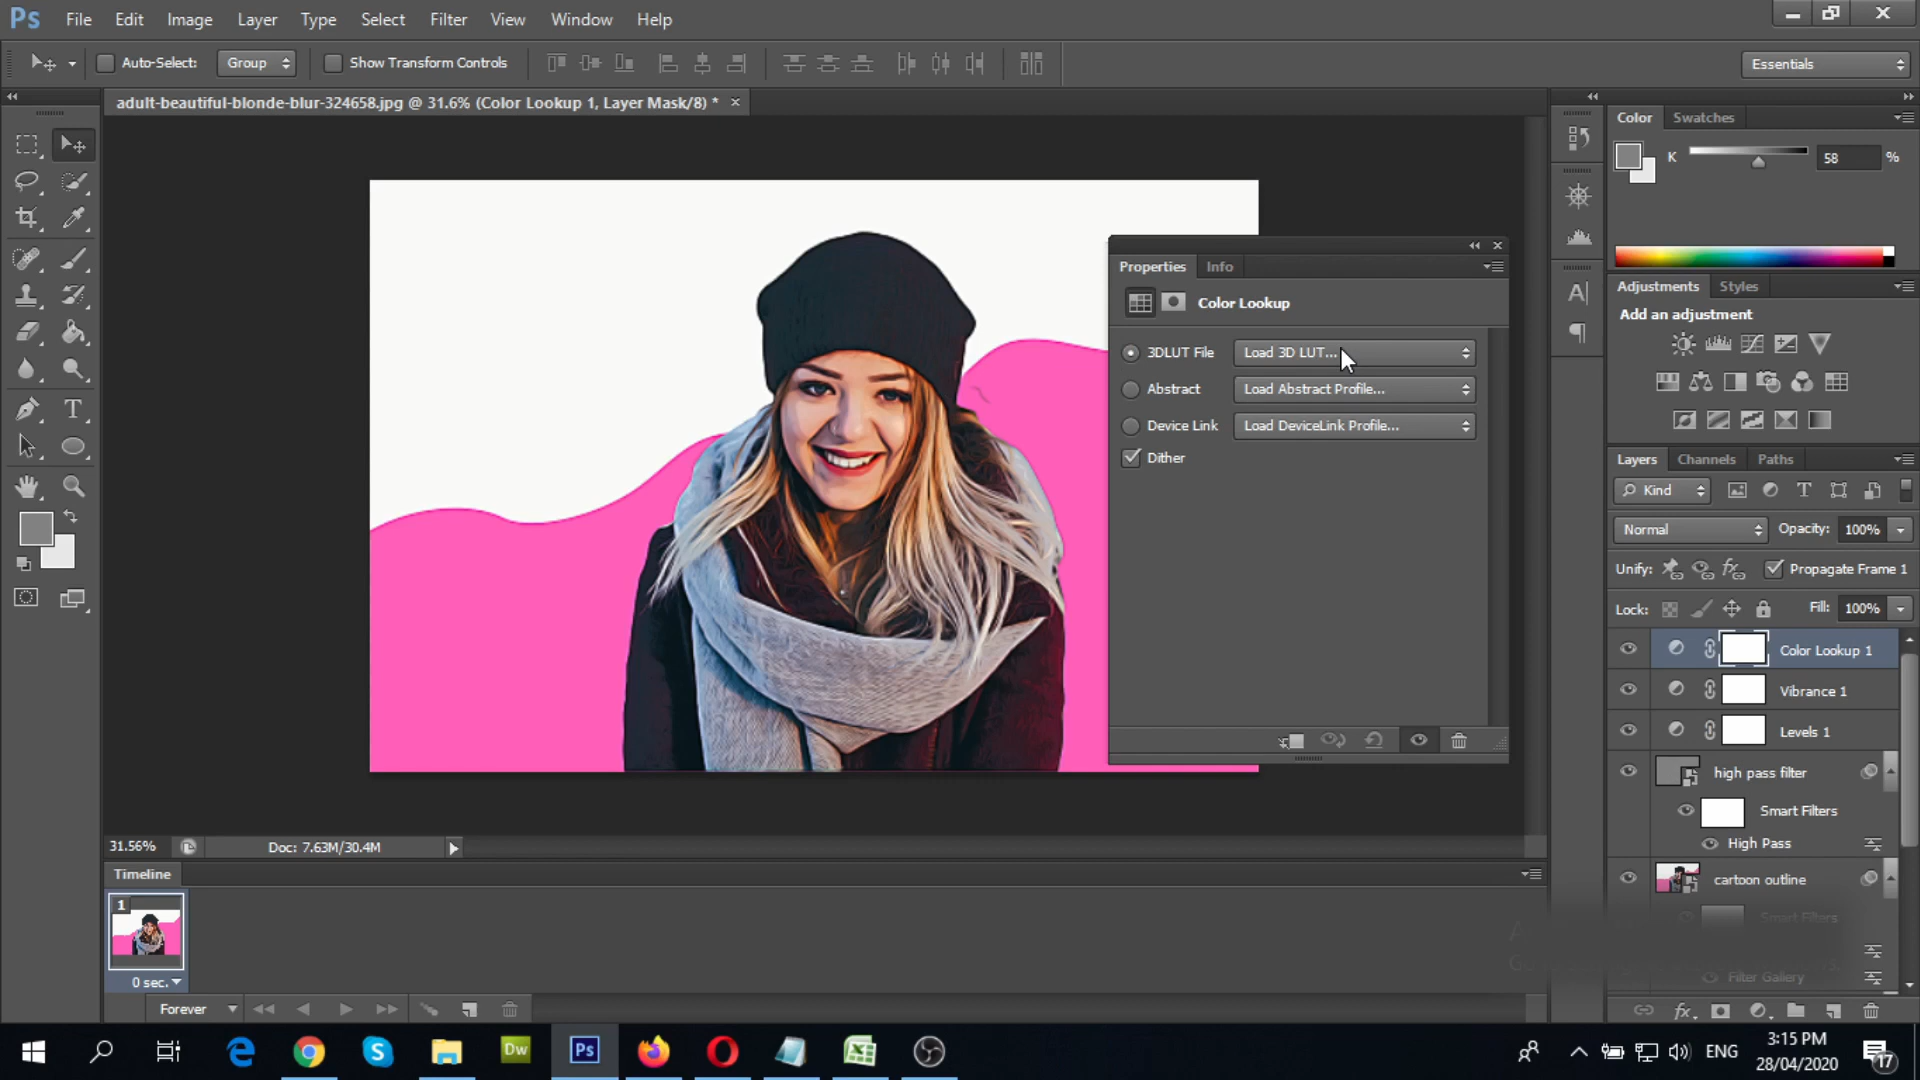 Ps File Edit Image Layer Type Select Filter View Window Help
Auto-Select: Group Show Transform Controls Essentials
adult-beautiful-blonde-blur-324658.jpg @ 31.6% (Color Lookup 1, Layer Mask/8) * ×
Color Swatches
K 58 %
Properties Info
Color Lookup
3DLUT File Load 3D LUT...
Abstract Load Abstract Profile...
Device Link Load DeviceLink Profile...
Dither
Adjustments Styles
Add an adjustment
Layers Channels Paths
Kind
Normal Opacity: 100%
Unify: Propagate Frame 1
Lock: Fill: 100%
Color Lookup 1
Vibrance 1
Levels 1
high pass filter
Smart Filters
High Pass
cartoon outline
Smart Filters
Filter Gallery
31.56% Doc: 7.63M/30.4M
Timeline
1
0 sec.
Forever
Dw Ps ENG 3:15 PM
28/04/2020 17